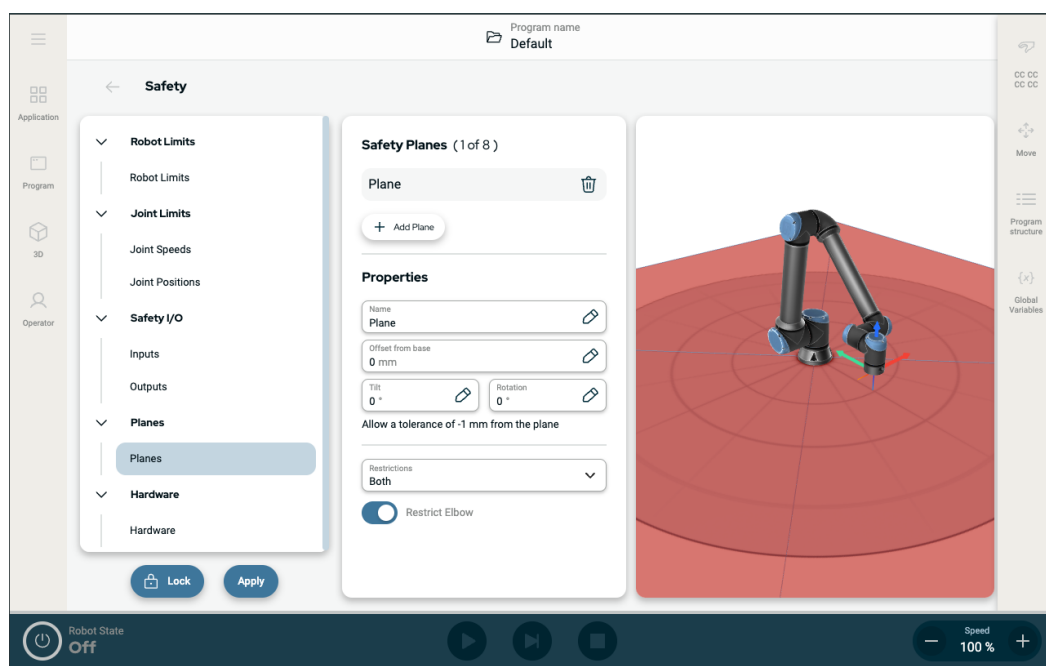 Program name
Default
CC CC
CC CC
Safety
Application
Program
3D
Operator
Robot Limits
Robot Limits
Joint Limits
Joint Speeds
Joint Positions
Safety I/O
Inputs
Outputs
Planes
Planes
Hardware
Hardware
Lock
Apply
Safety Planes (1 of 8)
Plane
+ Add Plane
Properties
Name
Plane
Offset from base
0 mm
Tilt
0 °
Rotation
0 °
Allow a tolerance of -1 mm from the plane
Restrictions
Both
Restrict Elbow
Move
Program
structure
{x}
Global
Variables
Robot State
Off
Speed
100 %